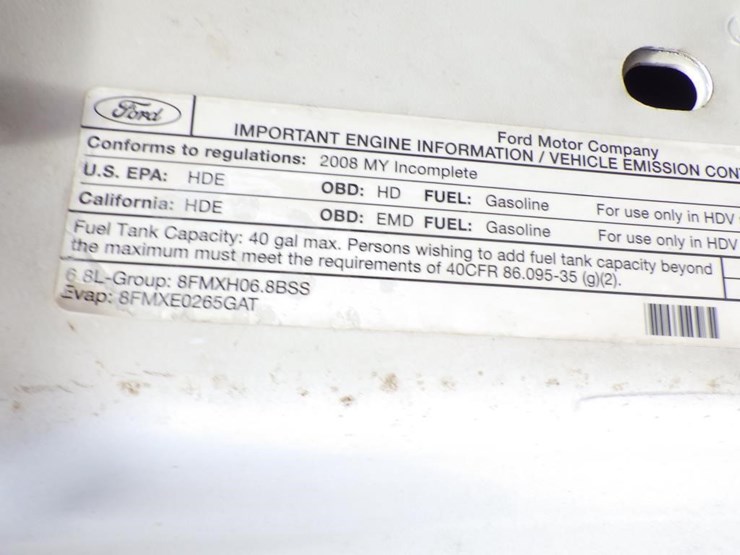 Ford
Ford Motor Company
IMPORTANT ENGINE INFORMATION / VEHICLE EMISSION
Conforms to regulations: 2008 MY Incomplete
U.S. EPA: HDE OBD: HD FUEL: Gasoline For use only in HDV
California: HDE OBD: EMD FUEL: Gasoline For use only in HDV
Fuel Tank Capacity: 40 gal max. Persons wishing to add fuel tank capacity beyond
the maximum must meet the requirements of 40CFR 86.095-35 (g)(2).
6.8L-Group: 8FMXH06.8BSS
Evap: 8FMXE0265GAT